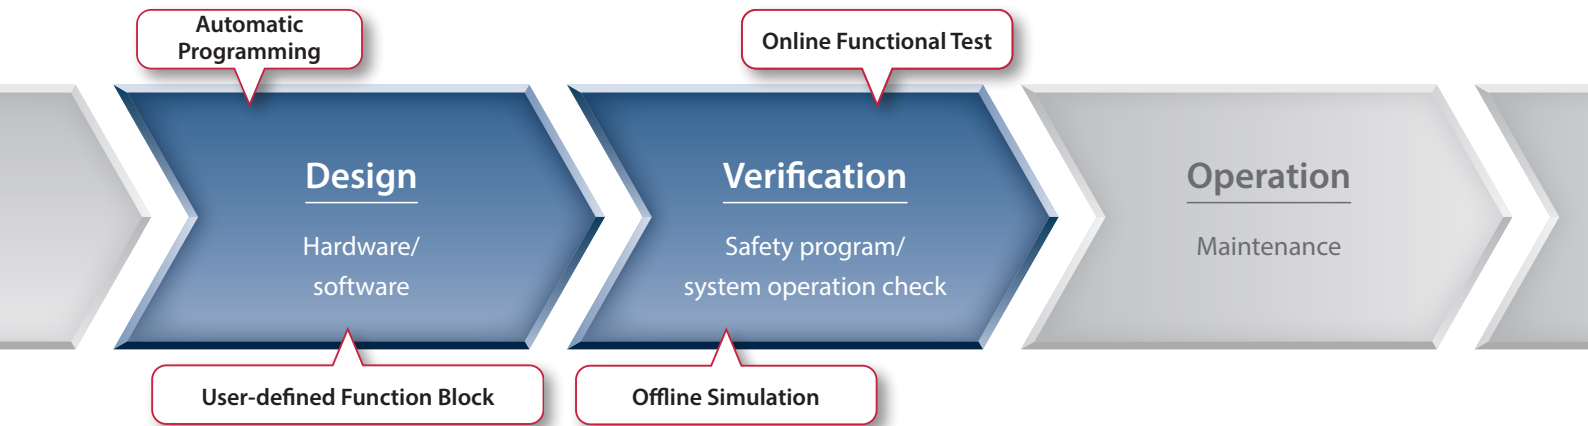 Automatic
Programming
Online Functional Test
Design
Hardware/
software
Verification
Safety program/
system operation check
Operation
Maintenance
User-defined Function Block
Offline Simulation